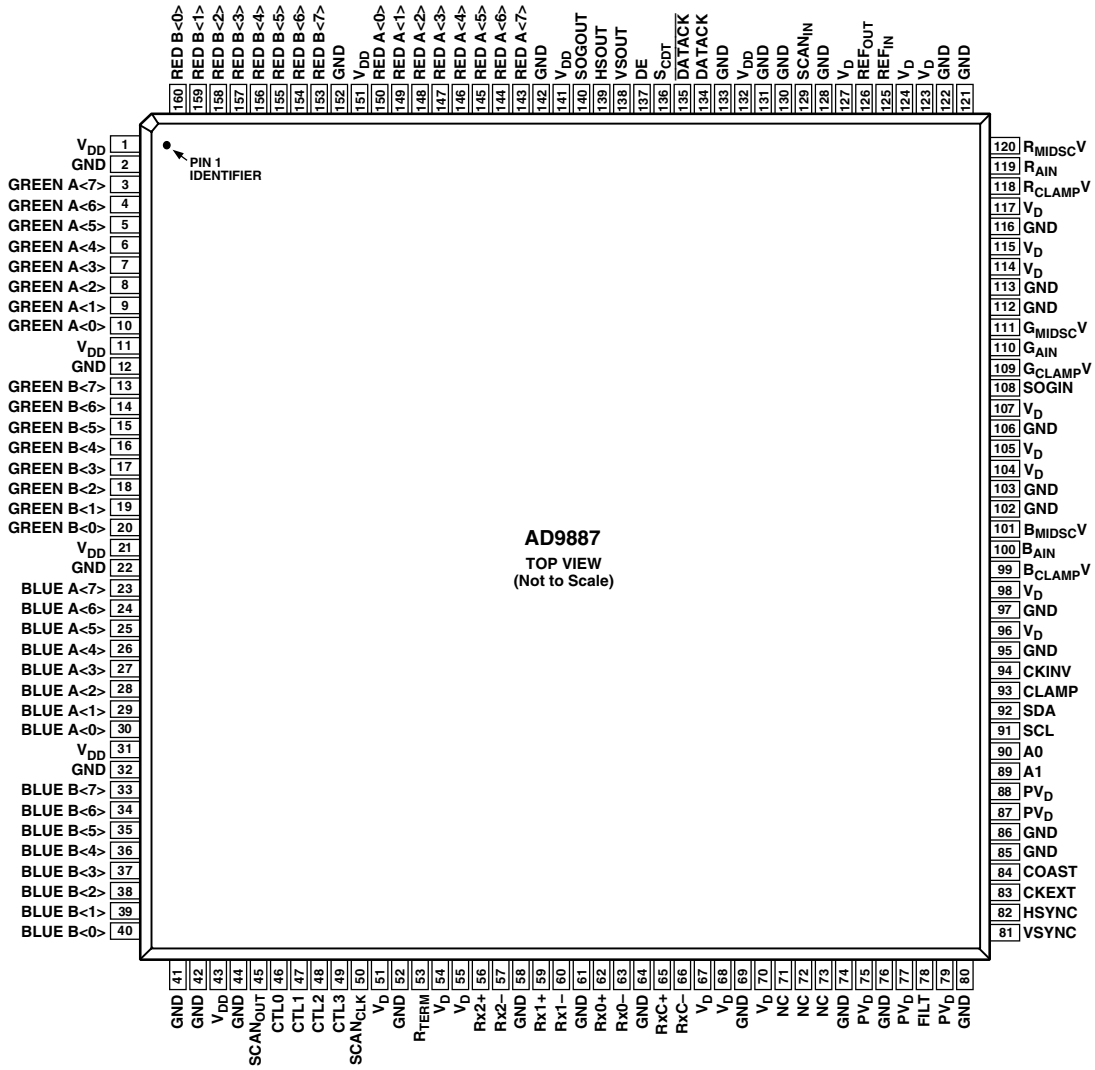 RED B<0>
RED B<1>
RED B<2>
RED B<3>
RED B<4>
RED B<5>
RED B<6>
RED B<7>
GND
VDD
RED A<0>
RED A<1>
RED A<2>
RED A<3>
RED A<4>
RED A<5>
RED A<6>
RED A<7>
GND
VDD
SOGOUT
HSOUT
VSOUT
DE
SCDT
DATACK
DATACK
GND
VDD
GND
GND
SCANIN
GND
VD
REFOUT
REFIN
VD
VD
GND
GND
160 159 158 157 156 155 154 153 152 151 150 149 148 147 146 145 144 143 142 141 140 139 138 137 136 135 134 133 132 131 130 129 128 127 126 125 124 123 122 121
VDD 1
GND 2
GREEN A<7> 3
GREEN A<6> 4
GREEN A<5> 5
GREEN A<4> 6
GREEN A<3> 7
GREEN A<2> 8
GREEN A<1> 9
GREEN A<0> 10
VDD 11
GND 12
GREEN B<7> 13
GREEN B<6> 14
GREEN B<5> 15
GREEN B<4> 16
GREEN B<3> 17
GREEN B<2> 18
GREEN B<1> 19
GREEN B<0> 20
VDD 21
GND 22
BLUE A<7> 23
BLUE A<6> 24
BLUE A<5> 25
BLUE A<4> 26
BLUE A<3> 27
BLUE A<2> 28
BLUE A<1> 29
BLUE A<0> 30
VDD 31
GND 32
BLUE B<7> 33
BLUE B<6> 34
BLUE B<5> 35
BLUE B<4> 36
BLUE B<3> 37
BLUE B<2> 38
BLUE B<1> 39
BLUE B<0> 40
PIN 1
IDENTIFIER
AD9887
TOP VIEW
(Not to Scale)
120 RMIDSCV
119 RAIN
118 RCLAMPV
117 VD
116 GND
115 VD
114 VD
113 GND
112 GND
111 GMIDSCV
110 GAIN
109 GCLAMPV
108 SOGIN
107 VD
106 GND
105 VD
104 VD
103 GND
102 GND
101 BMIDSCV
100 BAIN
99 BCLAMPV
98 VD
97 GND
96 VD
95 GND
94 CKINV
93 CLAMP
92 SDA
91 SCL
90 A0
89 A1
88 PVD
87 PVD
86 GND
85 GND
84 COAST
83 CKEXT
82 HSYNC
81 VSYNC
41 42 43 44 45 46 47 48 49 50 51 52 53 54 55 56 57 58 59 60 61 62 63 64 65 66 67 68 69 70 71 72 73 74 75 76 77 78 79 80
GND
GND
VDD
GND
SCANOUT
CTL0
CTL1
CTL2
CTL3
SCANCLK
VD
GND
RTERM
VD
VD
Rx2+
Rx2–
GND
Rx1+
Rx1–
GND
Rx0+
Rx0–
GND
RxC+
RxC–
VD
VD
GND
VD
NC
NC
NC
GND
PVD
GND
PVD
FILT
PVD
GND